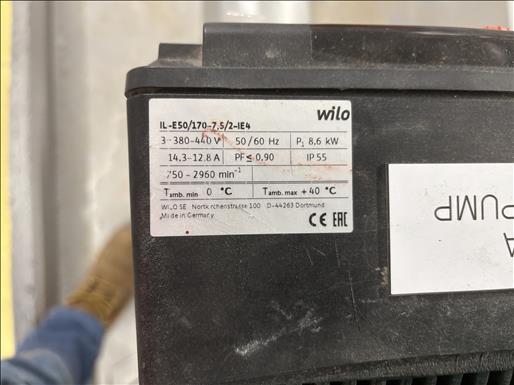 wilo
IL-E50/170-7,5/2-IE4
3~380-440 V 50/60 Hz P₁ 8,6 kW
14.3-12.8 A PF≤ 0.90 IP 55
750 - 2960 min⁻¹
Tamb. min 0 °C Tamb. max +40 °C
WILO SE Nortkirchenstrasse 100 D-44263 Dortmund
Made in Germany
CE EAC
A
PUMP